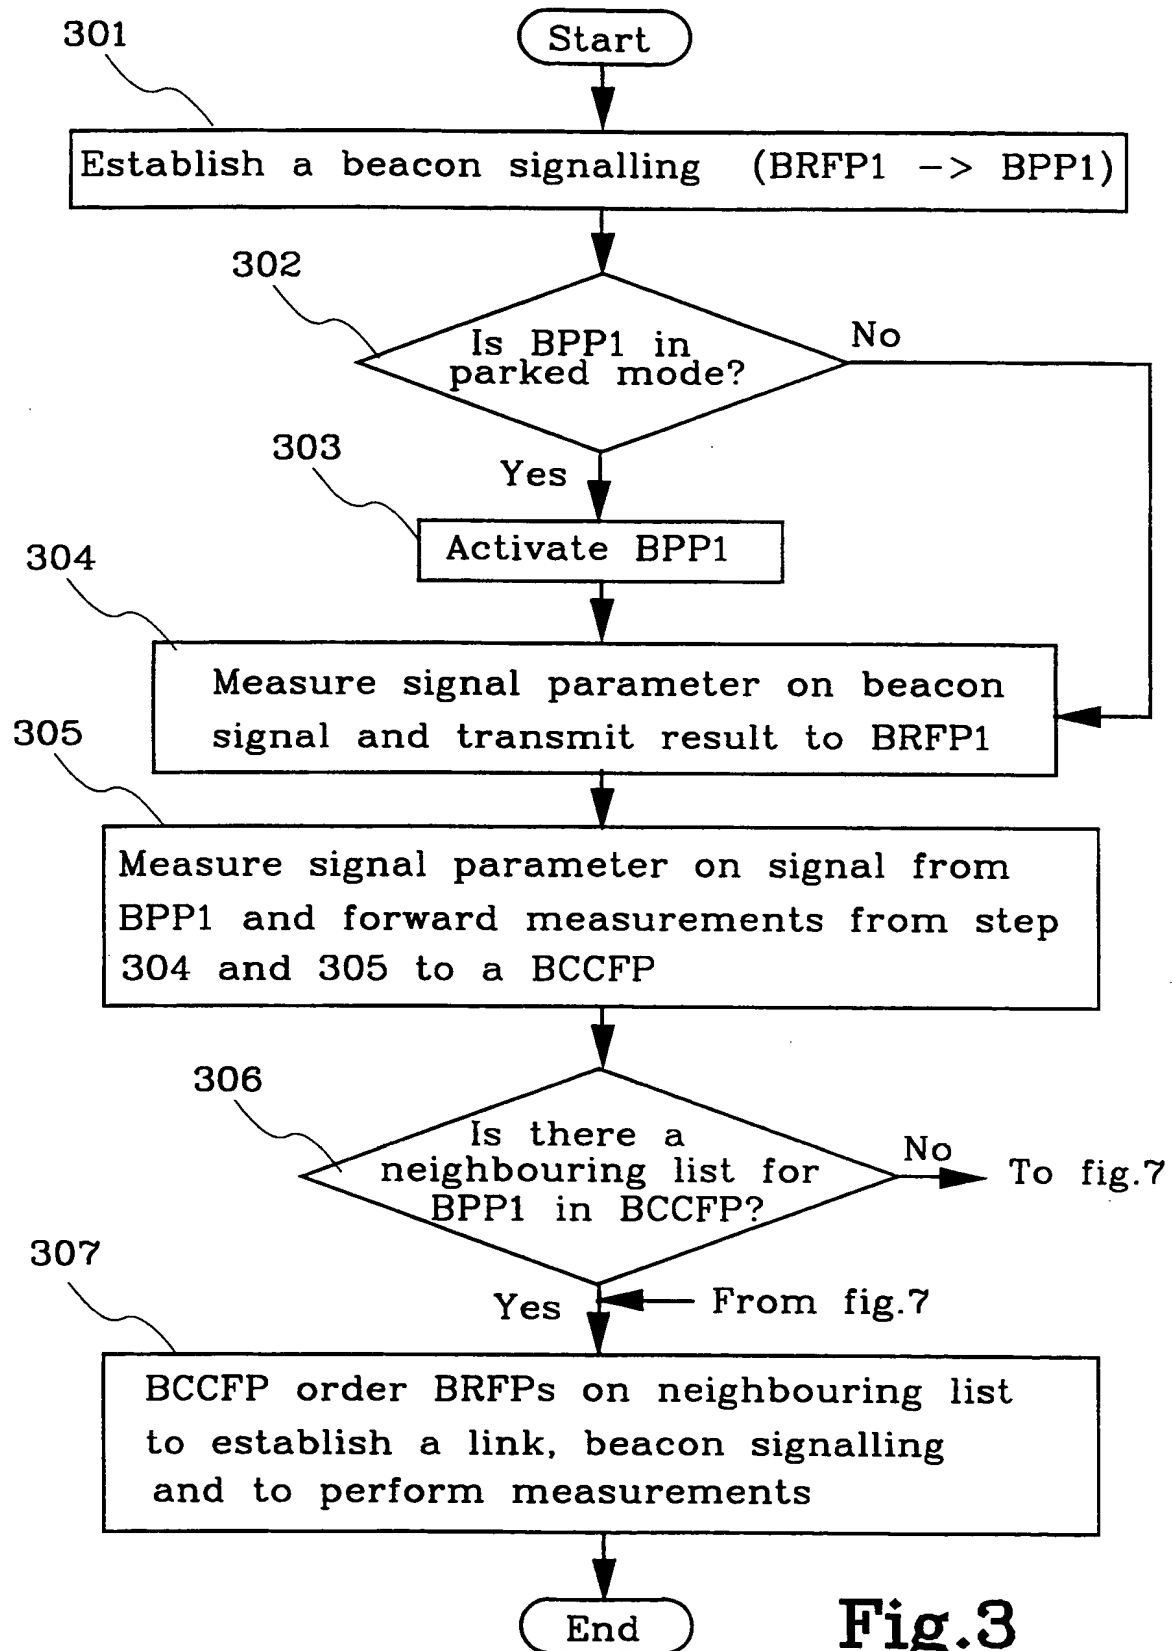 301
Start
Establish a beacon signalling (BRFP1 -> BPP1)
302
Is BPP1 in
parked mode?
No
303
Yes
Activate BPP1
304
Measure signal parameter on beacon
signal and transmit result to BRFP1
305
Measure signal parameter on signal from
BPP1 and forward measurements from step
304 and 305 to a BCCFP
306
Is there a
neighbouring list for
BPP1 in BCCFP?
No
To fig.7
307
Yes
From fig.7
BCCFP order BRFPs on neighbouring list
to establish a link, beacon signalling
and to perform measurements
End
Fig.3